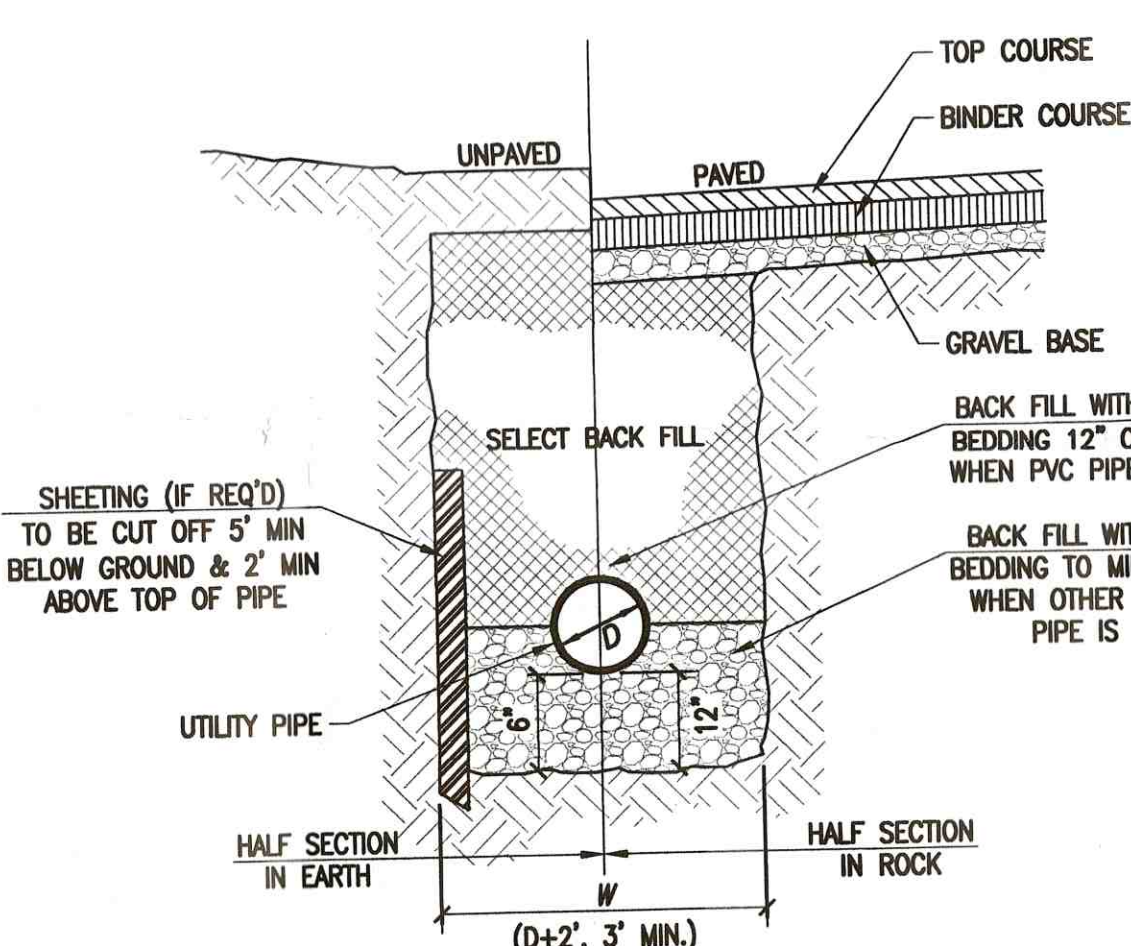 TOP COURSE
BINDER COURSE
UNPAVED
PAVED
GRAVEL BASE
BACK FILL WITH
BEDDING 12"
WHEN PVC PIPE
SELECT BACK FILL
SHEETING (IF REQ'D)
TO BE CUT OFF 5' MIN
BELOW GROUND & 2' MIN
ABOVE TOP OF PIPE
BACK FILL
BEDDING TO
WHEN OTHER
PIPE IS
D
UTILITY PIPE
6"
12"
HALF SECTION
IN EARTH
HALF SECTION
IN ROCK
W
(D+2', 3' MIN.)